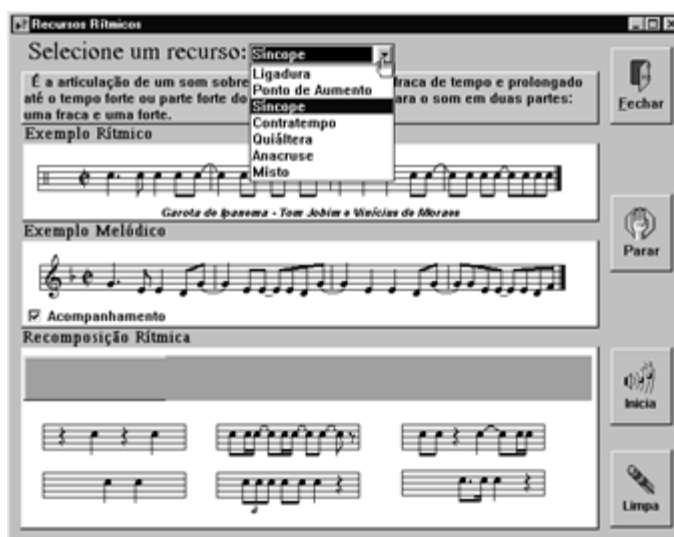 Recursos Rítmicos
Selecione um recurso:
Síncope
Ligadura
Ponto de Aumento
Síncope
Contratempo
Quiáltera
Anacruse
Misto
É a articulação de um som sobre fraca de tempo e prolongado
até o tempo forte ou parte forte do ara o som em duas partes:
uma fraca e uma forte.
Exemplo Rítmico
Garota de Ipanema - Tom Jobim e Vinícius de Moraes
Exemplo Melódico
Acompanhamento
Recomposição Rítmica
Fechar
Parar
Inicia
Limpa